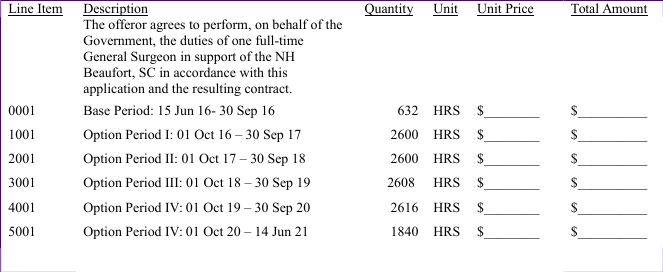 Line Item Description Quantity Unit Unit Price Total Amount
The offeror agrees to perform, on behalf of the
Government, the duties of one full-time
General Surgeon in support of the NH
Beaufort, SC in accordance with this
application and the resulting contract.
0001 Base Period: 15 Jun 16- 30 Sep 16 632 HRS $________ $__________
1001 Option Period I: 01 Oct 16 – 30 Sep 17 2600 HRS $________ $__________
2001 Option Period II: 01 Oct 17 – 30 Sep 18 2600 HRS $________ $__________
3001 Option Period III: 01 Oct 18 – 30 Sep 19 2608 HRS $________ $__________
4001 Option Period IV: 01 Oct 19 – 30 Sep 20 2616 HRS $________ $__________
5001 Option Period IV: 01 Oct 20 – 14 Jun 21 1840 HRS $________ $__________